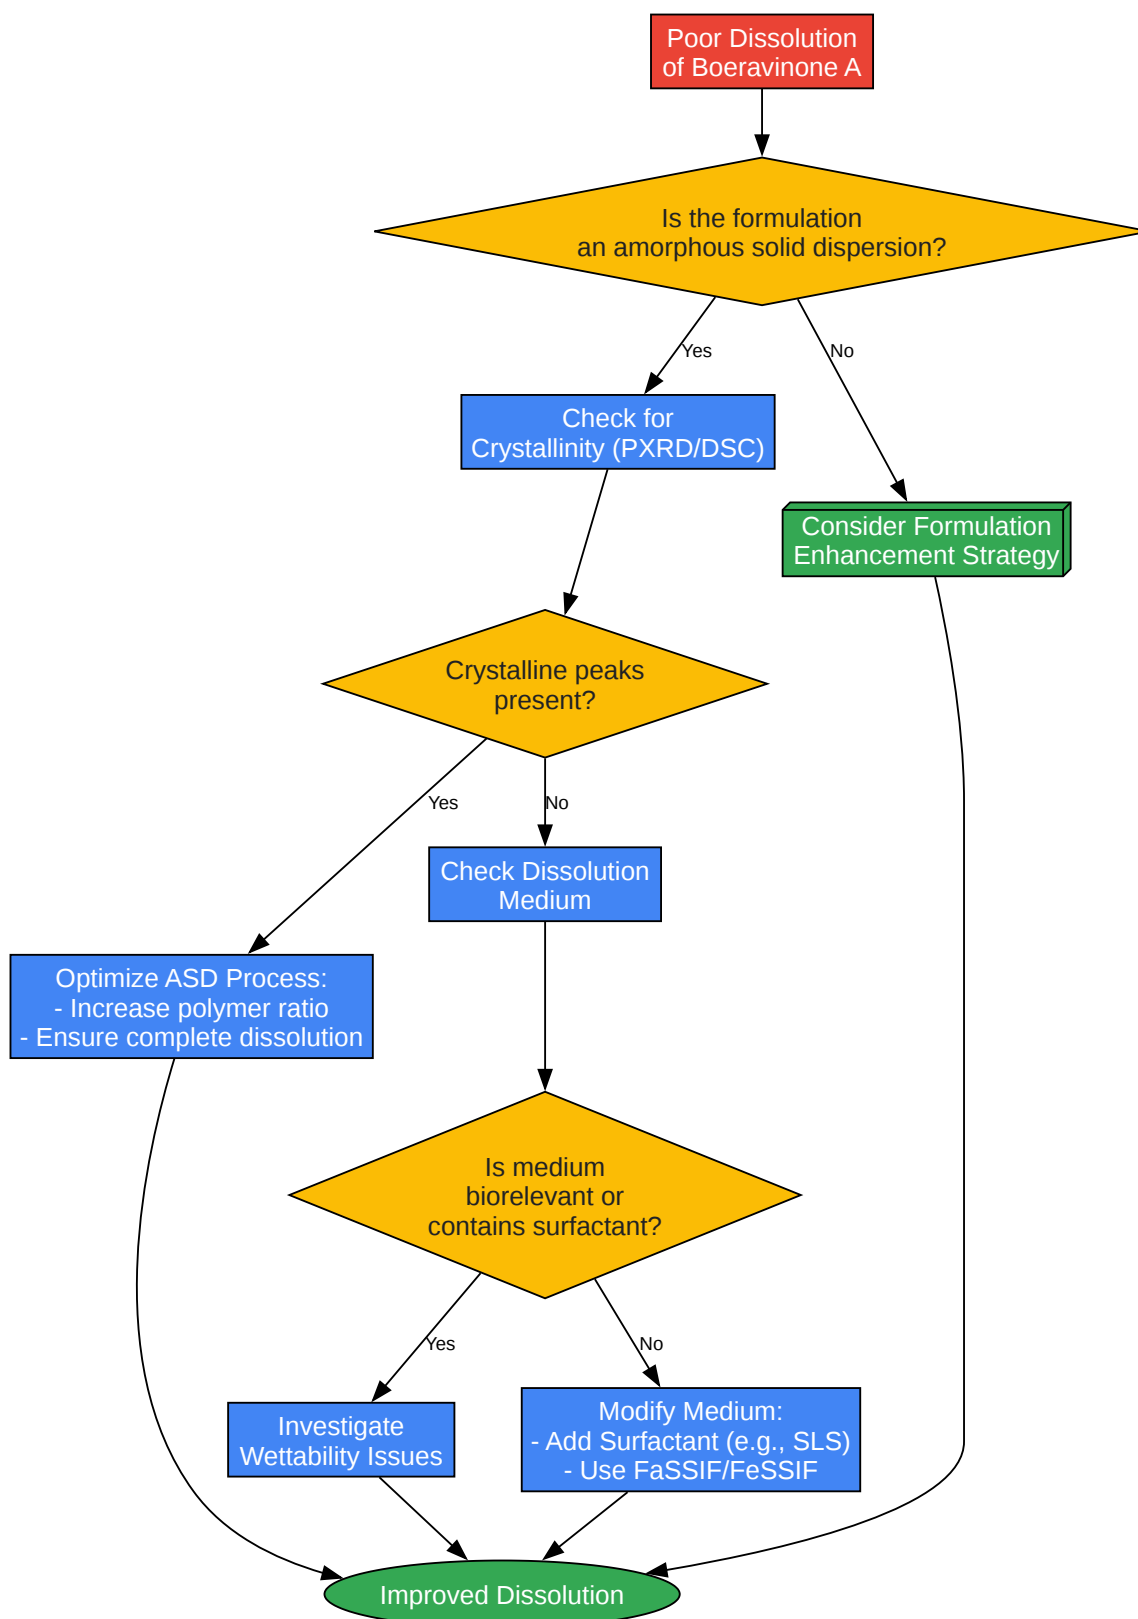 Poor Dissolution
of Boeravinone A
Is the formulation
an amorphous solid dispersion?
Yes
No
Check for
Crystallinity (PXRD/DSC)
Consider Formulation
Enhancement Strategy
Crystalline peaks
present?
Yes
No
Check Dissolution
Medium
Optimize ASD Process:
- Increase polymer ratio
- Ensure complete dissolution
Is medium
biorelevant or
contains surfactant?
Yes
No
Investigate
Wettability Issues
Modify Medium:
- Add Surfactant (e.g., SLS)
- Use FaSSIF/FeSSIF
Improved Dissolution